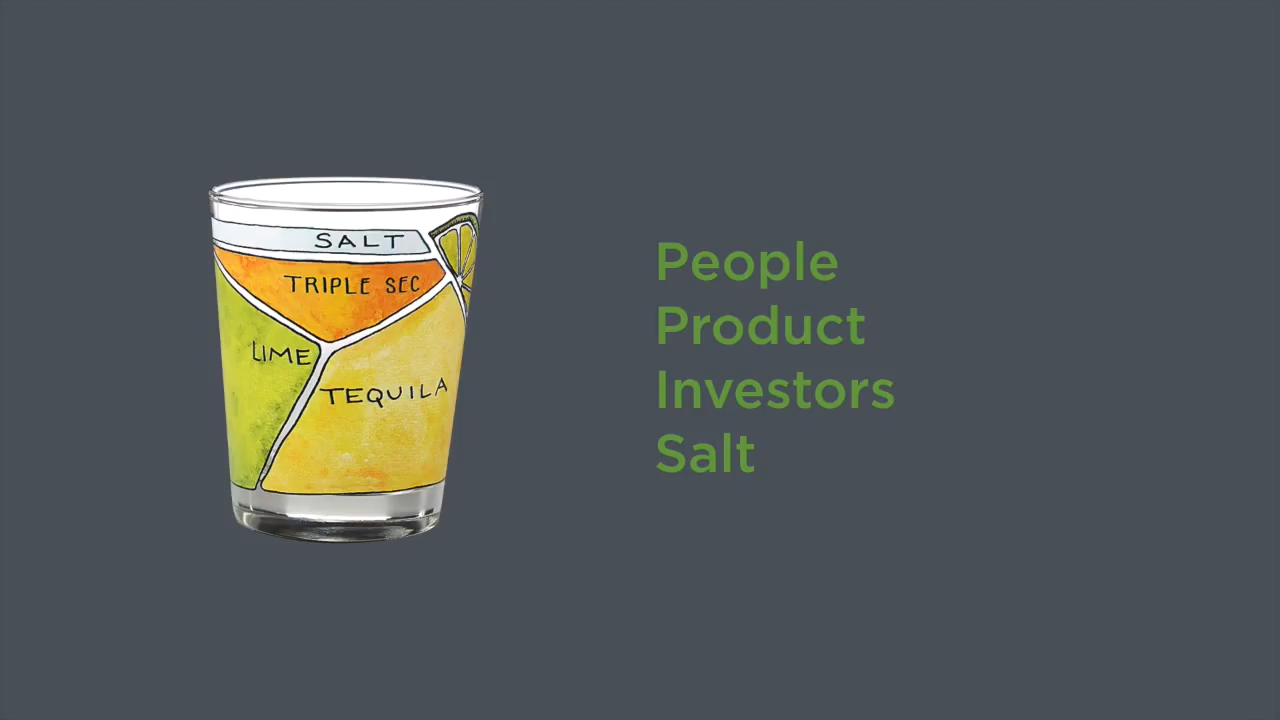 SALT
TRIPLE SEC
LIME
TEQUILA
People
Product
Investors
Salt